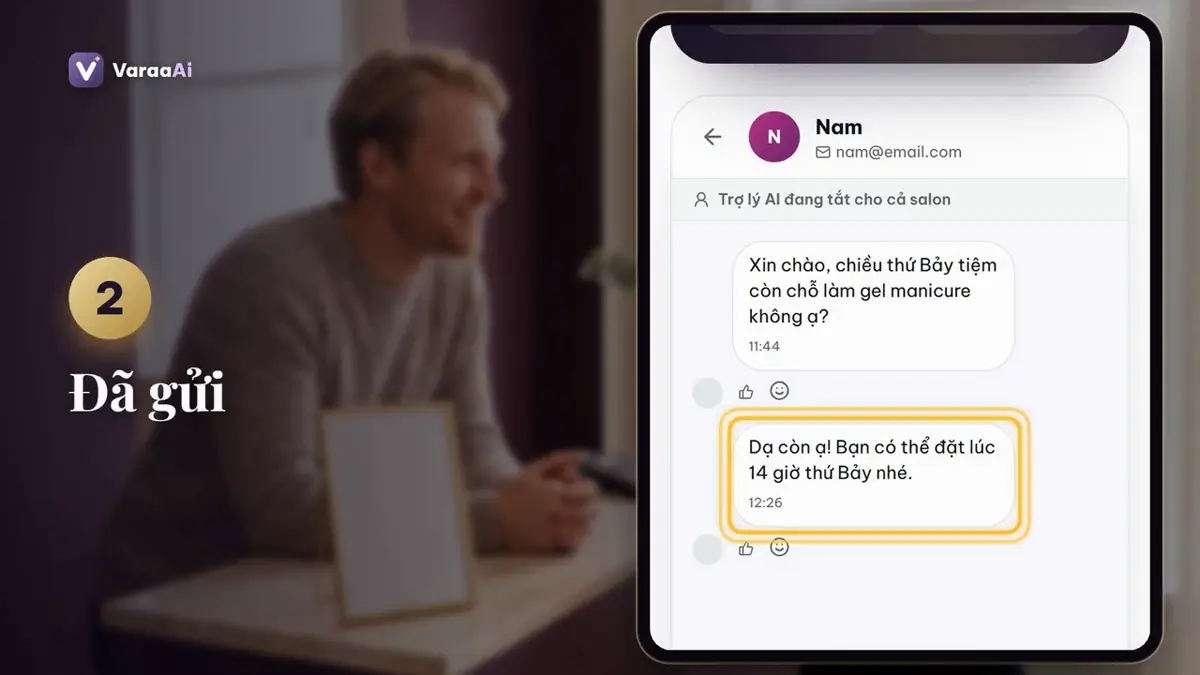 VaraaAi
2
Đã gửi
N
Nam
nam@email.com
Trợ lý AI đang tắt cho cả salon
Xin chào, chiều thứ Bảy tiệm
còn chỗ làm gel manicure
không ạ?
11:44
Dạ còn ạ! Bạn có thể đặt lúc
14 giờ thứ Bảy nhé.
12:26